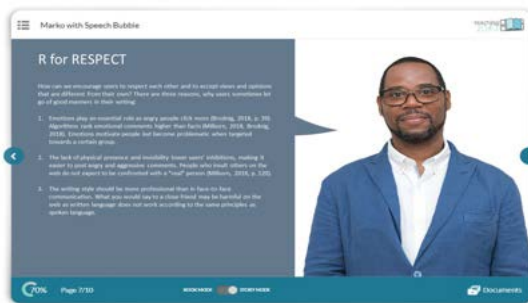 Marko with Speech Bubble
R for RESPECT
How can we encourage users to respect each other and to accept views and opinions
that are different from their own? There are three reasons, why users sometimes let
go of good manners in their writing:
1. Emotions play an essential role as angry people click more (Brodnig, 2018, p. 39).
Algorithms rank emotional comments higher than facts (Milborn, 2018, Brodnig,
2018). Emotions motivate people but become problematic when targeted
towards a certain group.
2. The lack of physical presence and invisibility lower users' inhibitions, making it
easier to post angry and aggressive comments. People who insult others on the
web do not expect to be confronted with a "real" person (Milborn, 2018, p. 120).
3. The writing style should be more professional than in face-to-face
communication. What you would say to a close friend may be harmful on the
web as written language does not work according to the same principles as
spoken language.
70%
Page 7/10
BOOK MODE
STORY MODE
Documents